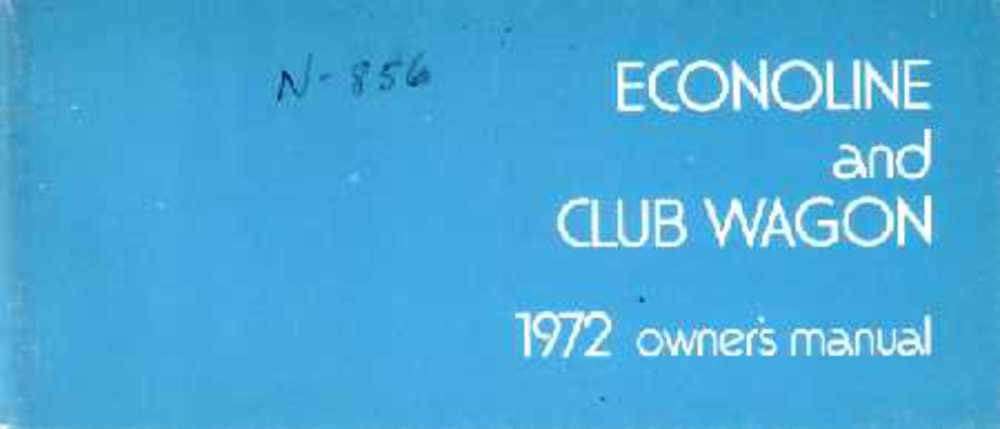 N-856
ECONOLINE
and
CLUB WAGON
1972 owner's manual